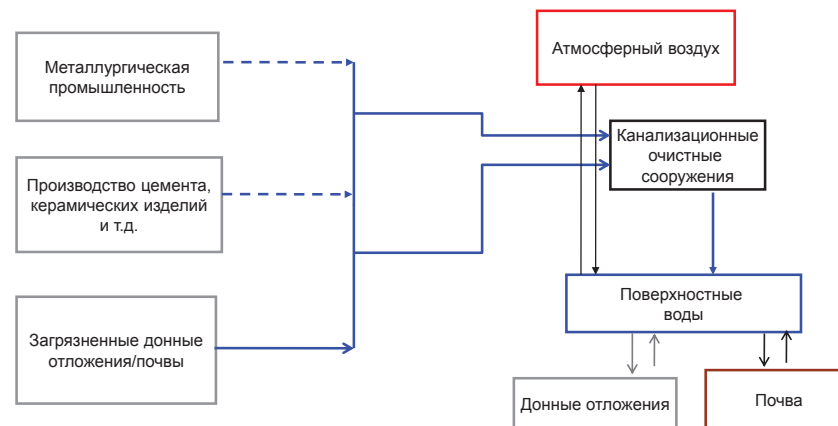 Металлургическая
промышленность
Атмосферный воздух
Канализационные
очистные
сооружения
Производство цемента,
керамических изделий
и т.д.
Поверхностные
воды
Загрязненные донные
отложения/почвы
Донные отложения
Почва